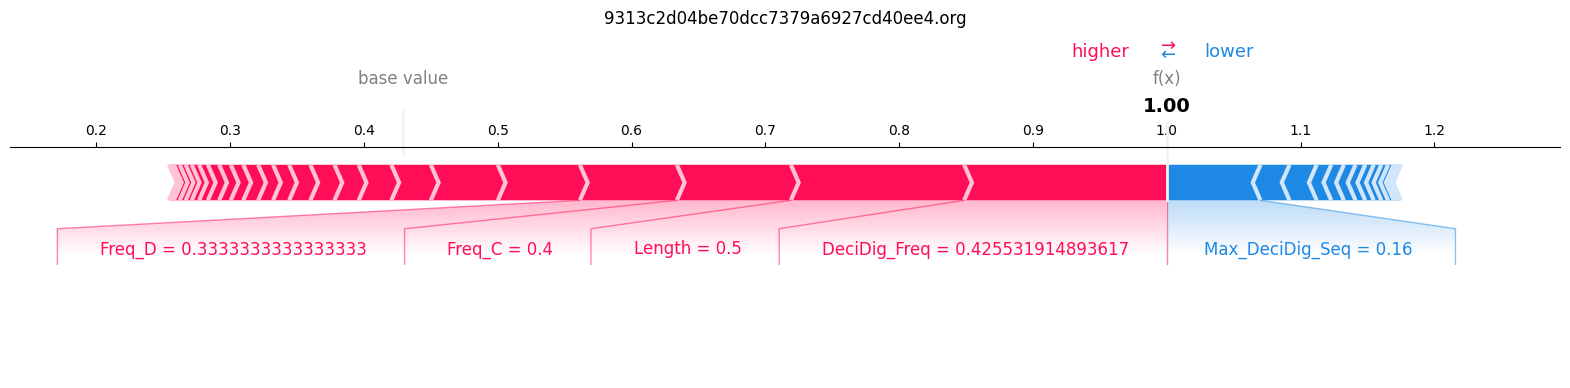 9313c2d04be70dcc7379a6927cd40ee4.org
higher → ← lower
base value f(x)
1.00
0.2 0.3 0.4 0.5 0.6 0.7 0.8 0.9 1.0 1.1 1.2
Freq_D = 0.3333333333333333 Freq_C = 0.4 Length = 0.5 DeciDig_Freq = 0.425531914893617 Max_DeciDig_Seq = 0.16